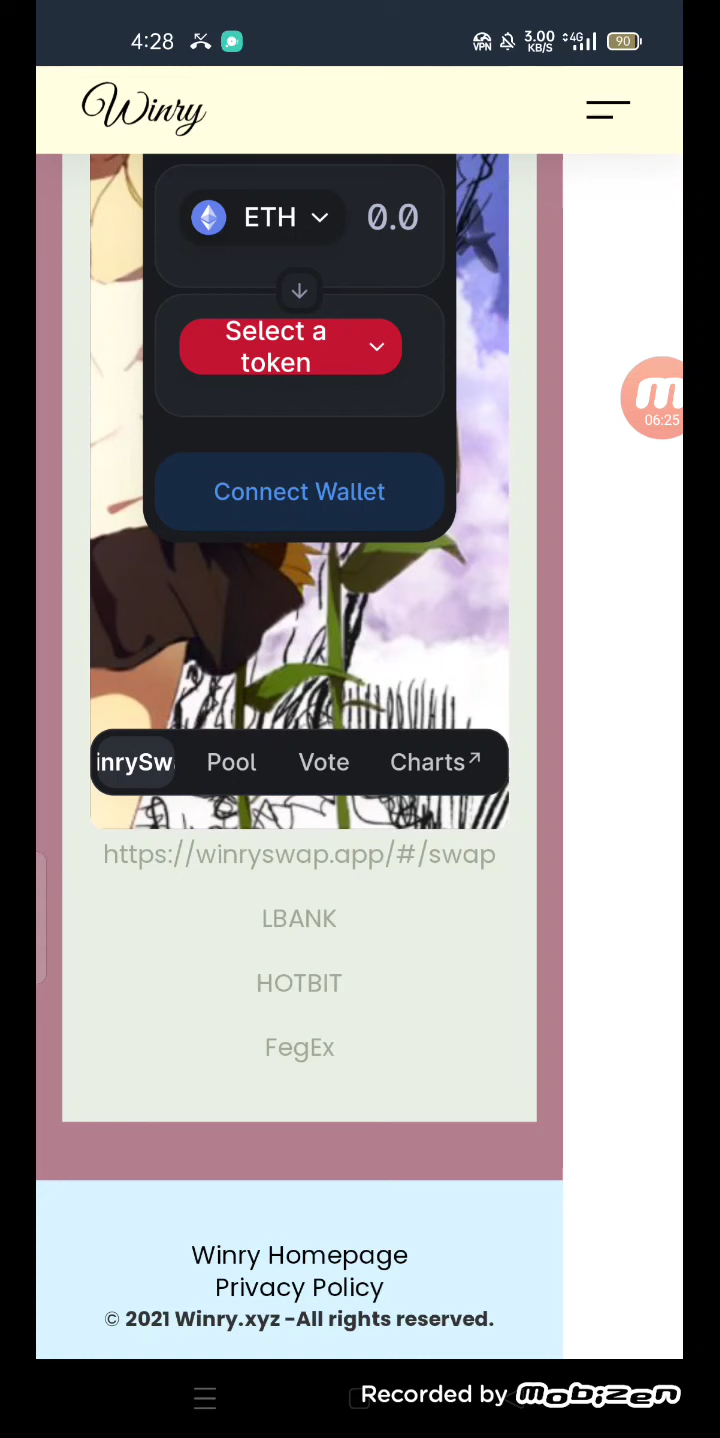 4:28
VPN
3.00
KB/S
4G
90
Winry
ETH
0.0
Select a
token
06:25
Connect Wallet
inrySw
Pool
Vote
Charts↗
https://winryswap.app/#/swap
LBANK
HOTBIT
FegEx
Winry Homepage
Privacy Policy
© 2021 Winry.xyz -All rights reserved.
Recorded by Mobizen